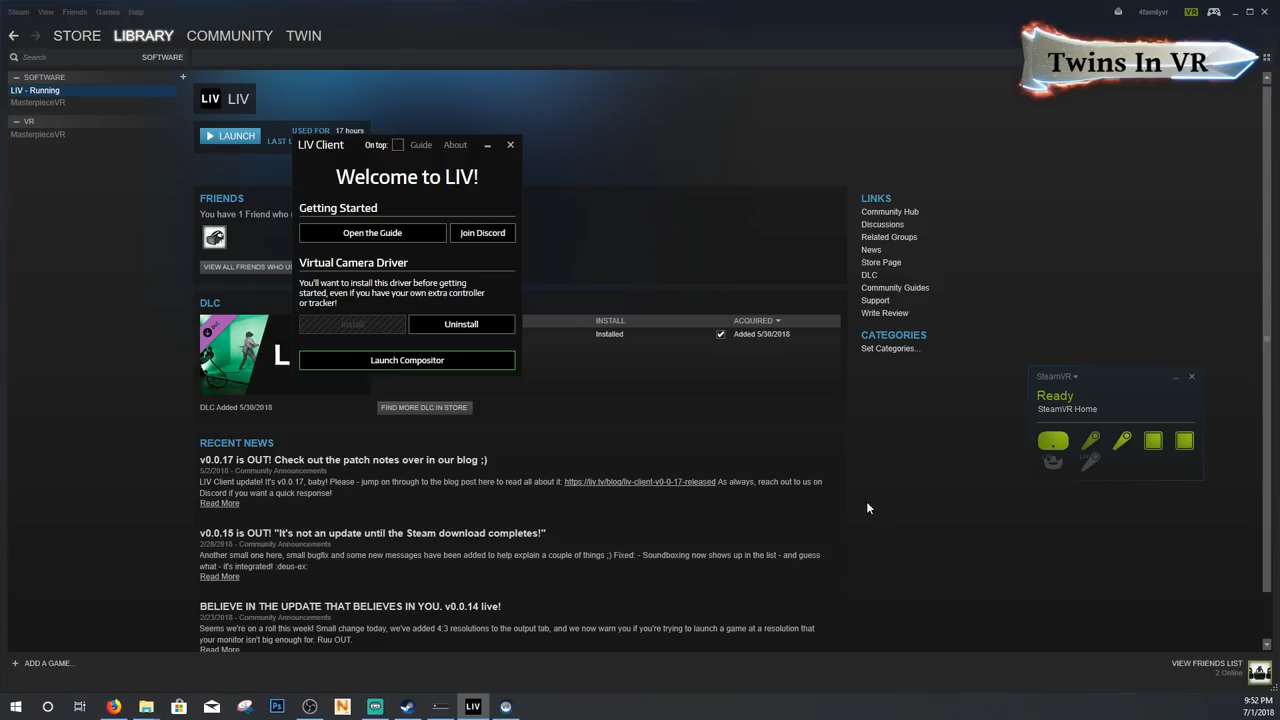 Steam View Friends Games Help
4familyvr VR
STORE LIBRARY COMMUNITY TWIN
Twins In VR
Search SOFTWARE
SOFTWARE
LIV - Running
MasterpieceVR
VR
MasterpieceVR
LIV LIV
LAUNCH
USED FOR 17 hours
LAST
LIV Client On top: Guide About
Welcome to LIV!
Getting Started
Open the Guide Join Discord
Virtual Camera Driver
You'll want to install this driver before getting
started, even if you have your own extra controller
or tracker!
Install Uninstall
Launch Compositor
FRIENDS
You have 1 Friend who
VIEW ALL FRIENDS WHO
DLC
INSTALL ACQUIRED
Installed Added 5/30/2018
DLC
L
DLC Added 5/30/2018 FIND MORE DLC IN STORE
RECENT NEWS
v0.0.17 is OUT! Check out the patch notes over in our blog ;)
5/2/2018 - Community Announcements
LIV Client update! It's v0.0.17, baby! Please - jump on through to the blog post here to read all about it: https://liv.tv/blog/liv-client-v0-0-17-released As always, reach out to us on
Discord if you want a quick response!
Read More
v0.0.15 is OUT! "It's not an update until the Steam download completes!"
2/28/2018 - Community Announcements
Another small one here, small bugfix and some new messages have been added to help explain a couple of things ;) Fixed: - Soundboxing now shows up in the list - and guess
what - it's integrated! :deus-ex:
Read More
BELIEVE IN THE UPDATE THAT BELIEVES IN YOU. v0.0.14 live!
2/23/2018 - Community Announcements
Seems we're on a roll this week! Small change today, we've added 4:3 resolutions to the output tab, and we now warn you if you're trying to launch a game at a resolution that
your monitor isn't big enough for. Ruu OUT.
Read More
LINKS
Community Hub
Discussions
Related Groups
News
Store Page
DLC
Community Guides
Support
Write Review
CATEGORIES
Set Categories...
SteamVR
Ready
SteamVR Home
ADD A GAME...
VIEW FRIENDS LIST
2 Online
Ps N LIV
9:52 PM
7/1/2018